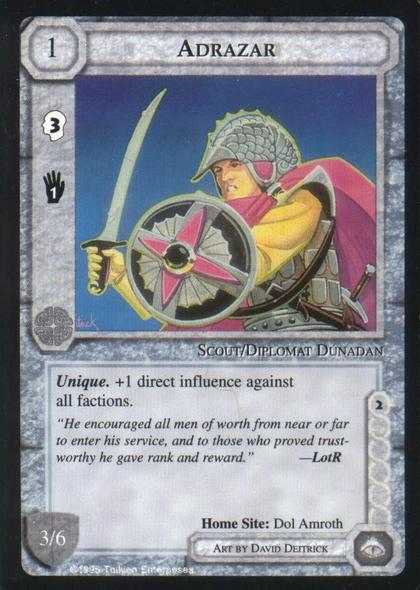 1
ADRAZAR
3
1
SCOUT/DIPLOMAT DÚNADAN
Unique. +1 direct influence against
all factions.
2
“He encouraged all men of worth from near or far
to enter his service, and to those who proved trust-
worthy he gave rank and reward.” —LotR
Home Site: Dol Amroth
3/6
ART BY DAVID DEITRICK
©1995 Tolkien Enterprises